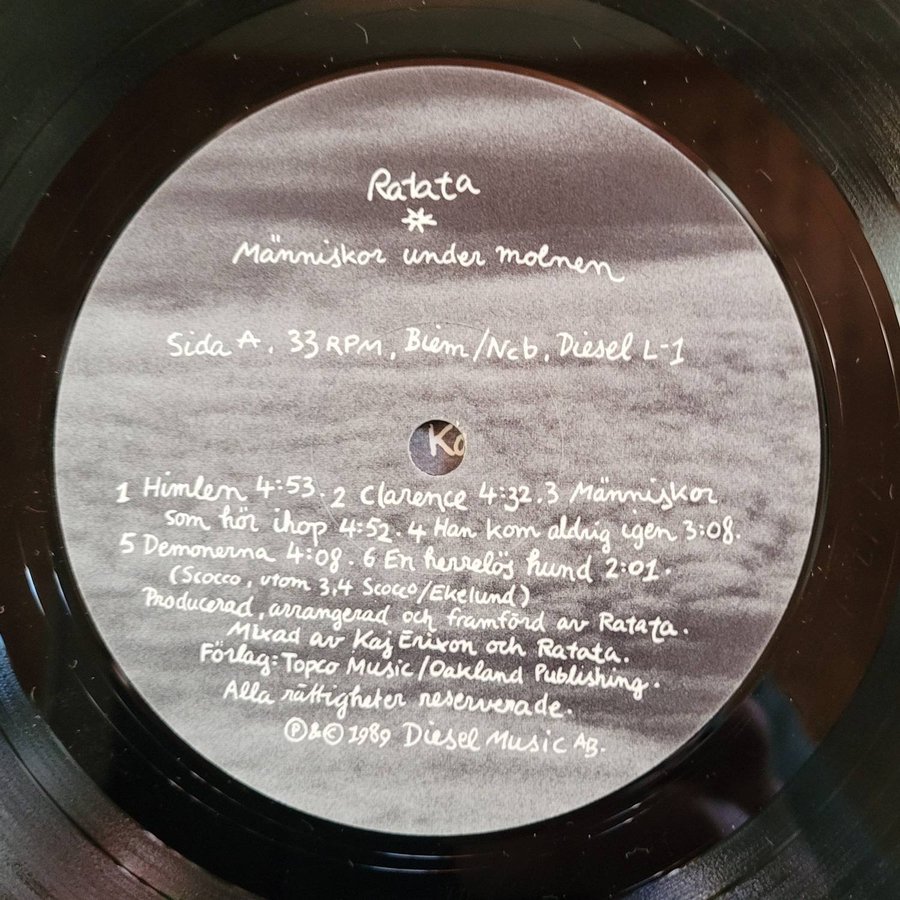 Ratata
*
Människor under molnen
Sida A. 33 RPM. Biem/Ncb. Diesel L-1
Ko
1 Himlen 4:53. 2 Clarence 4:32. 3 Människor
som hör ihop 4:52. 4 Han kom aldrig igen 3:08.
5 Demonerna 4:08. 6 En herrelös hund 2:01.
(Scocco, utom 3,4 Scocco/Ekelund)
Producerad, arrangerad och framförd av Ratata.
Mixad av Kaj Erixon och Ratata.
Förlag: Topco Music/Oakland Publishing.
Alla rättigheter reserverade.
℗&© 1989 Diesel Music AB.